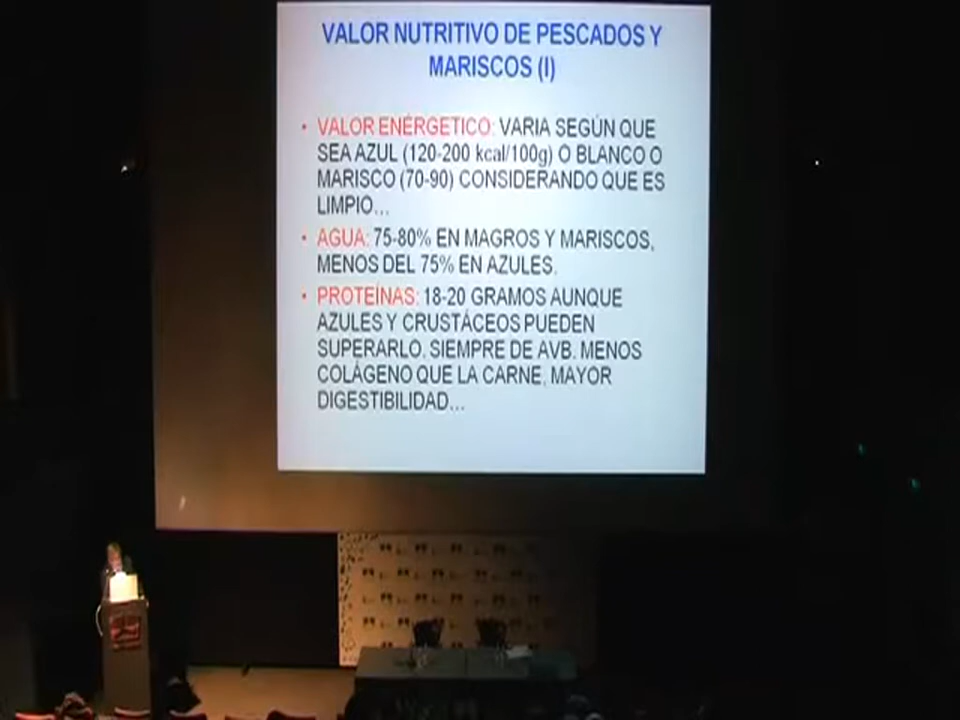 VALOR NUTRITIVO DE PESCADOS Y
MARISCOS (I)
• VALOR ENÉRGETICO: VARIA SEGÚN QUE
SEA AZUL (120-200 kcal/100g) O BLANCO O
MARISCO (70-90) CONSIDERANDO QUE ES
LIMPIO...
• AGUA: 75-80% EN MAGROS Y MARISCOS,
MENOS DEL 75% EN AZULES.
• PROTEÍNAS: 18-20 GRAMOS AUNQUE
AZULES Y CRUSTÁCEOS PUEDEN
SUPERARLO. SIEMPRE DE AVB. MENOS
COLÁGENO QUE LA CARNE, MAYOR
DIGESTIBILIDAD...